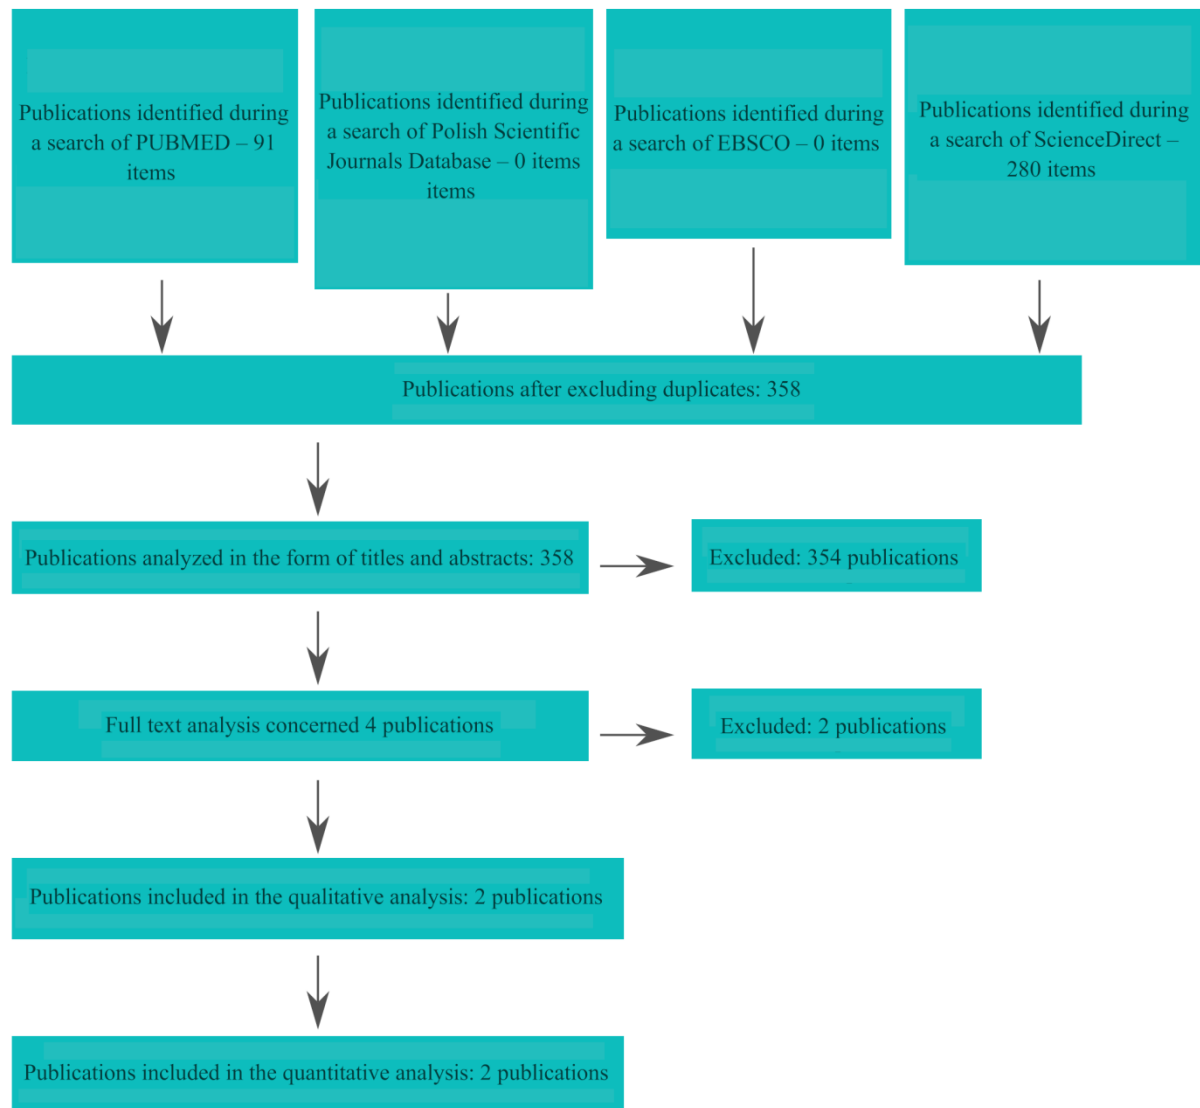 Publications identified during
a search of PUBMED – 91
items
Publications identified during
a search of Polish Scientific
Journals Database – 0 items
items
Publications identified during
a search of EBSCO – 0 items
Publications identified during
a search of ScienceDirect –
280 items
Publications after excluding duplicates: 358
Publications analyzed in the form of titles and abstracts: 358
Excluded: 354 publications
Full text analysis concerned 4 publications
Excluded: 2 publications
Publications included in the qualitative analysis: 2 publications
Publications included in the quantitative analysis: 2 publications